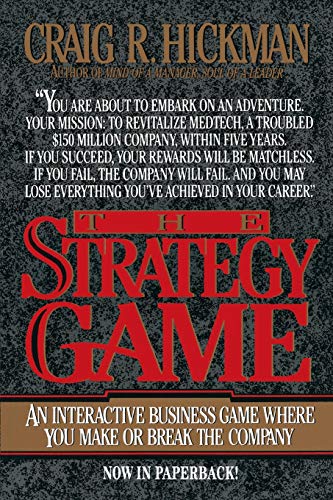 CRAIG R. HICKMAN
AUTHOR OF MIND OF A MANAGER, SOUL OF A LEADER
"YOU ARE ABOUT TO EMBARK ON AN ADVENTURE.
YOUR MISSION: TO REVITALIZE MEDTECH, A TROUBLED
$150 MILLION COMPANY, WITHIN FIVE YEARS.
IF YOU SUCCEED, YOUR REWARDS WILL BE MATCHLESS.
IF YOU FAIL, THE COMPANY WILL FAIL. AND YOU MAY
LOSE EVERYTHING YOU'VE ACHIEVED IN YOUR CAREER."
THE
STRATEGY
GAME
AN INTERACTIVE BUSINESS GAME WHERE
YOU MAKE OR BREAK THE COMPANY
NOW IN PAPERBACK!